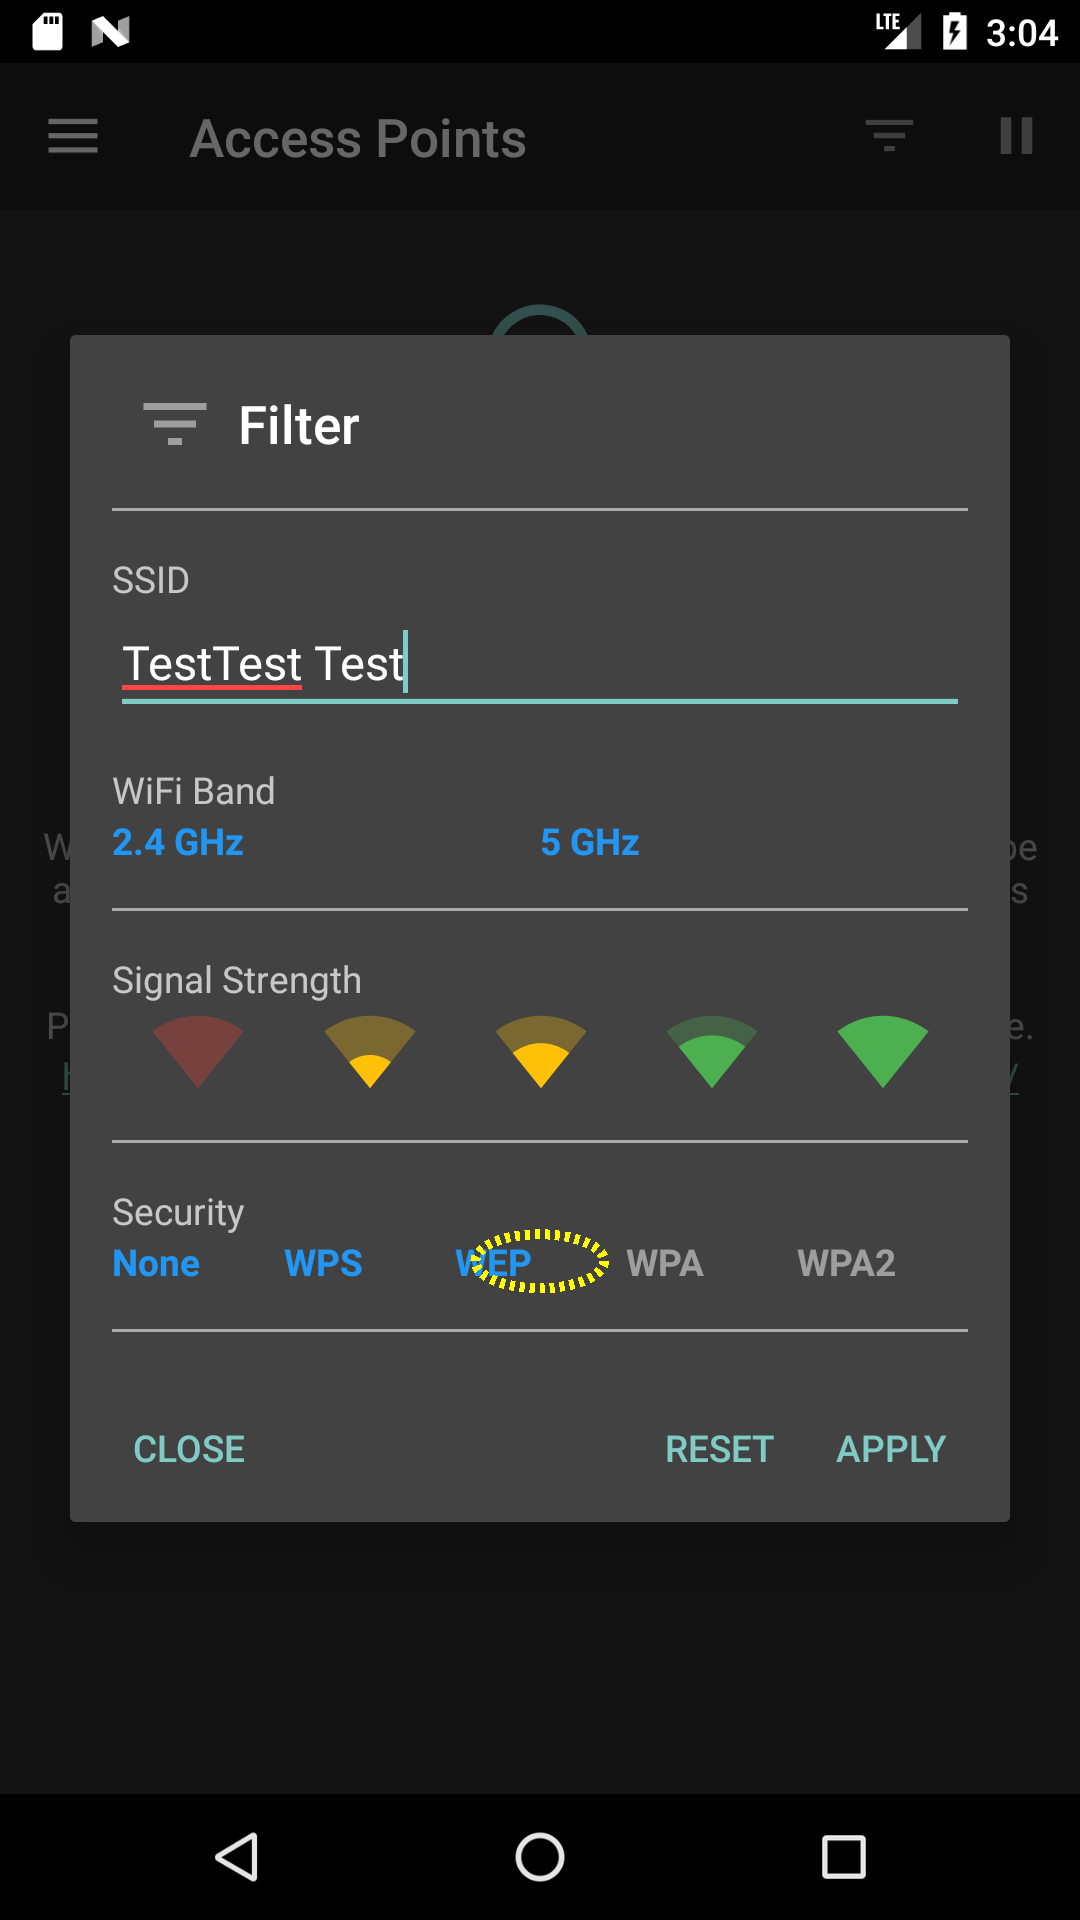 LTE 3:04
Access Points
Filter
SSID
TestTest Test
WiFi Band
2.4 GHz 5 GHz
Signal Strength
Security
None WPS WEP WPA WPA2
CLOSE RESET APPLY